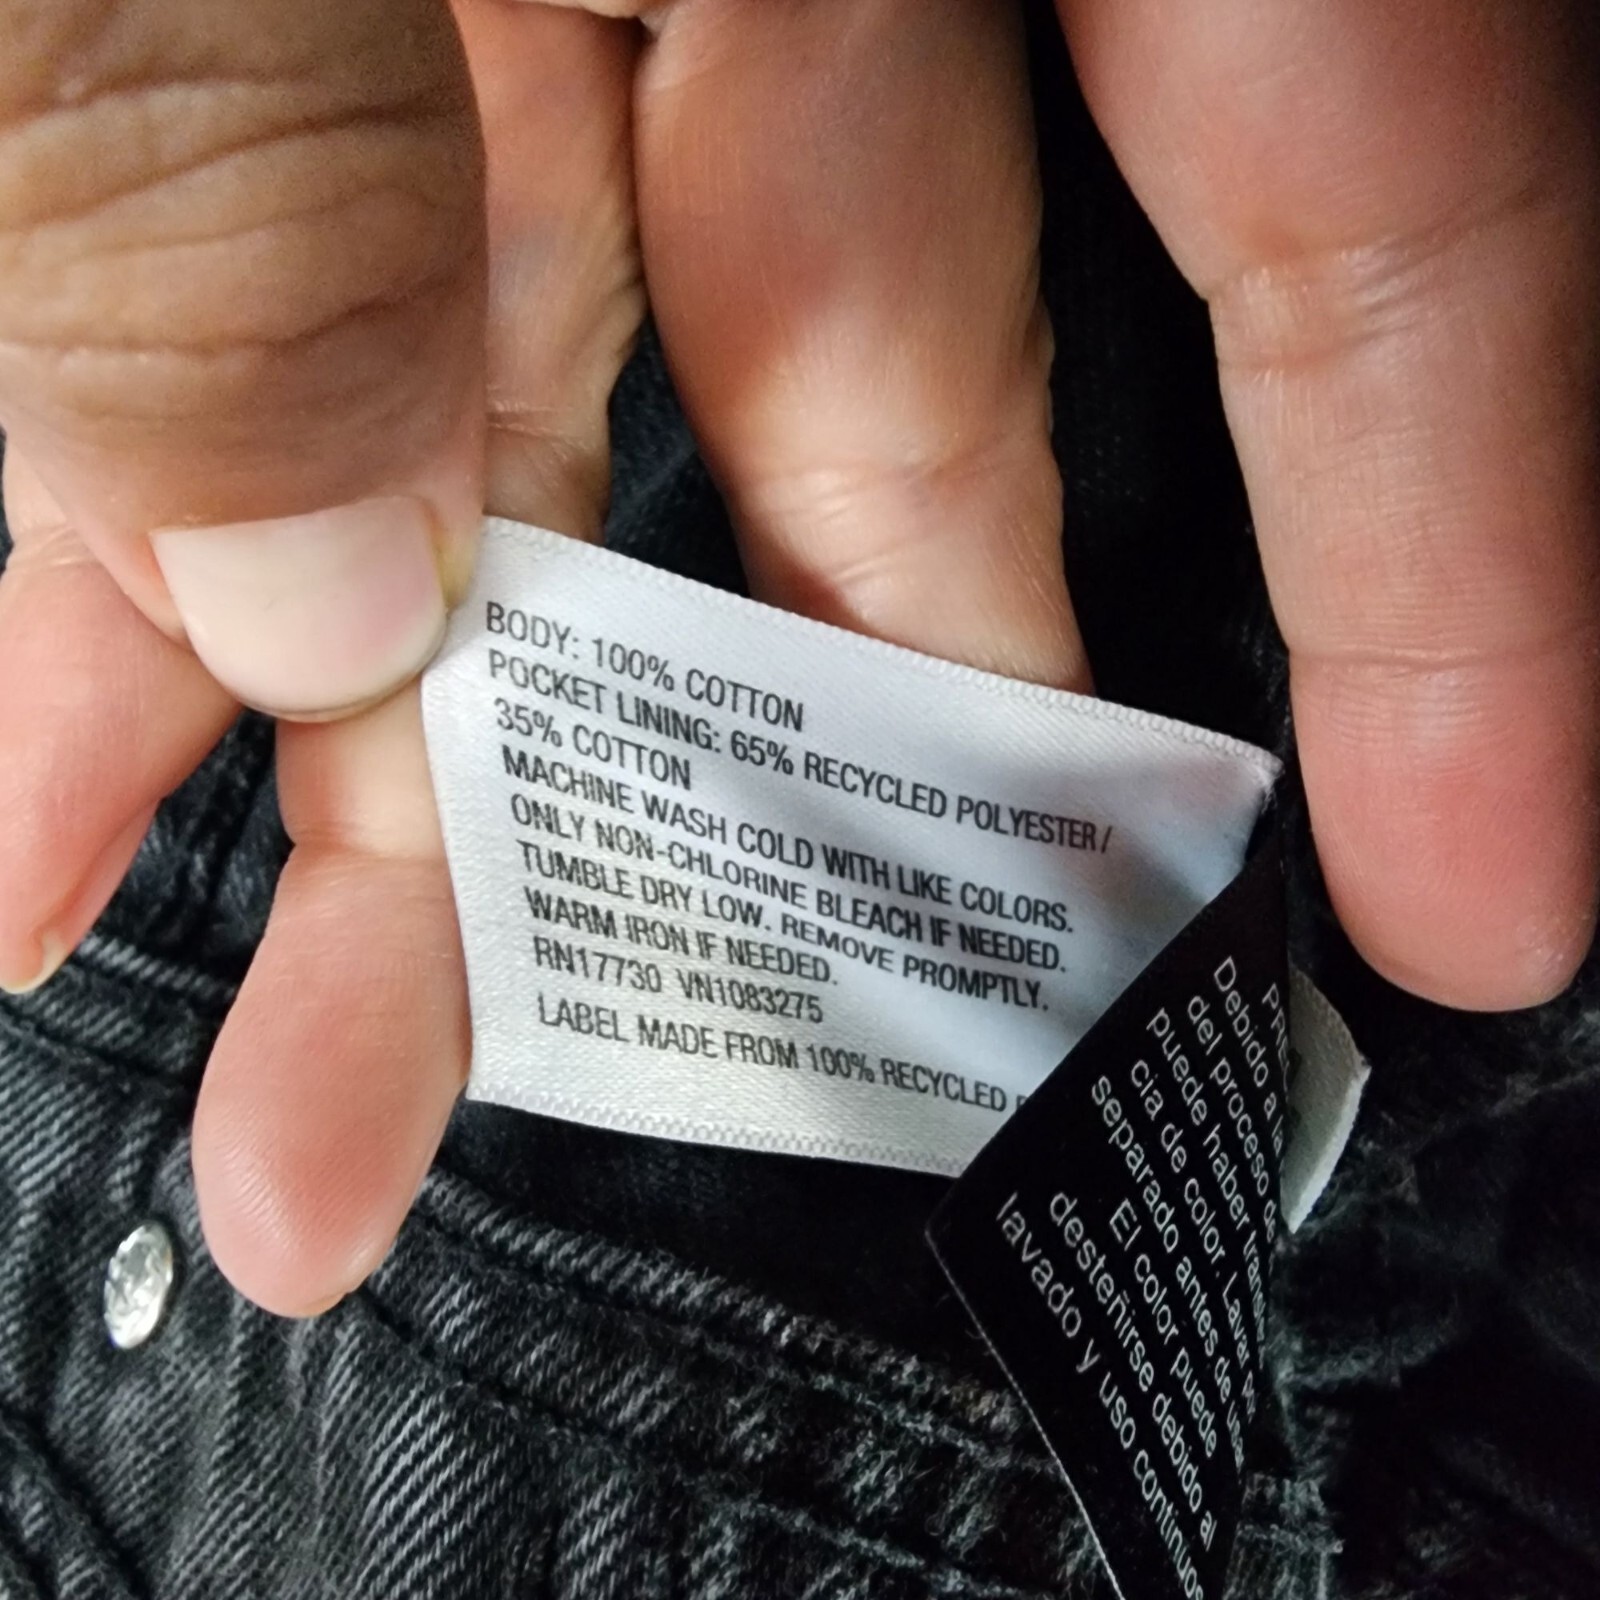 BODY: 100% COTTON
POCKET LINING: 65% RECYCLED POLYESTER /
35% COTTON
MACHINE WASH COLD WITH LIKE COLORS.
ONLY NON-CHLORINE BLEACH IF NEEDED.
TUMBLE DRY LOW. REMOVE PROMPTLY.
WARM IRON IF NEEDED.
RN17730 VN1083275
LABEL MADE FROM 100% RECYCLED
Debido a la
del proceso de
puede haber
cia de color. Lavar por
separado antes de usar
El color puede
desteñirse debido al
lavado y uso continuos